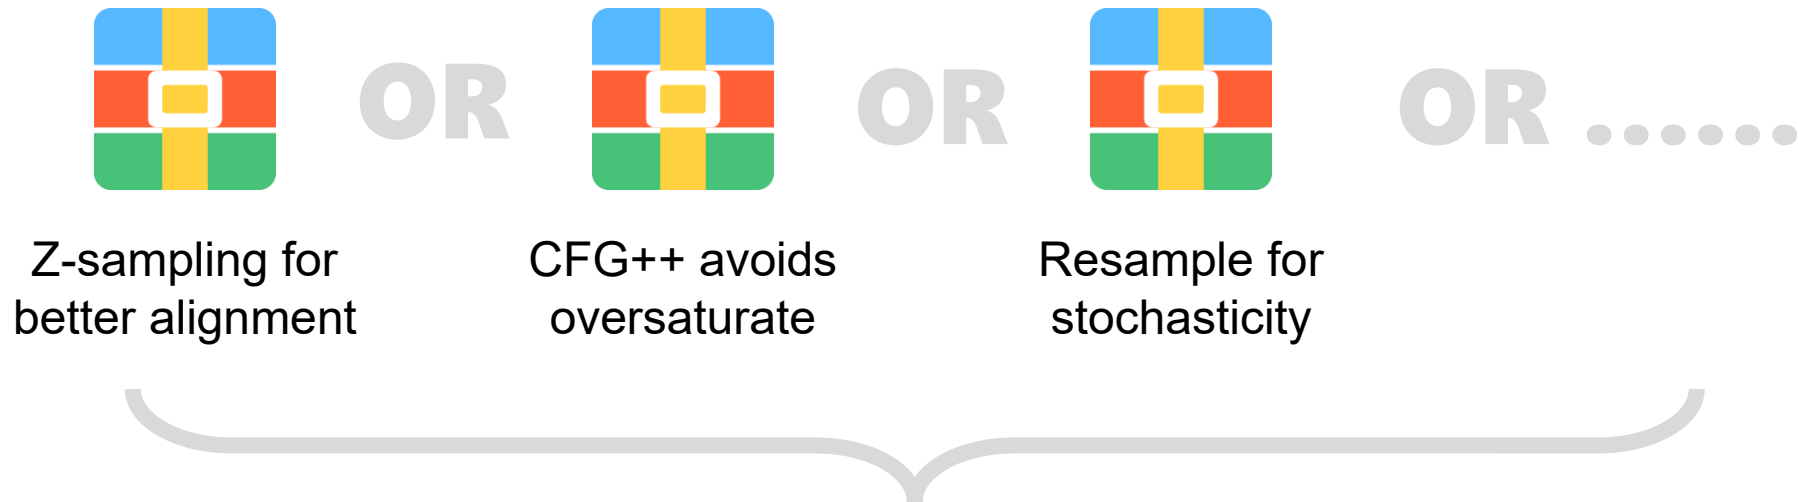 OR
OR
OR ......
Z-sampling for
better alignment
CFG++ avoids
oversaturate
Resample for
stochasticity